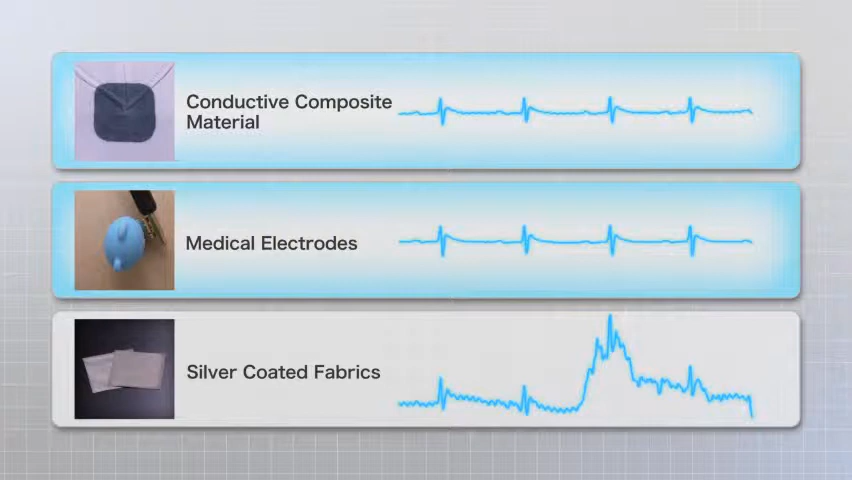 Conductive Composite
Material
Medical Electrodes
Silver Coated Fabrics